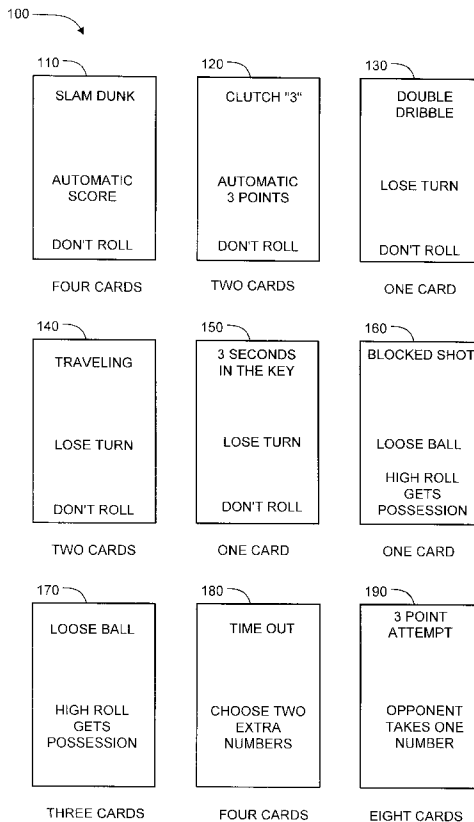 100
110
SLAM DUNK
AUTOMATIC
SCORE
DON'T ROLL
FOUR CARDS
120
CLUTCH "3"
AUTOMATIC
3 POINTS
DON'T ROLL
TWO CARDS
130
DOUBLE
DRIBBLE
LOSE TURN
DON'T ROLL
ONE CARD
140
TRAVELING
LOSE TURN
DON'T ROLL
TWO CARDS
150
3 SECONDS
IN THE KEY
LOSE TURN
DON'T ROLL
ONE CARD
160
BLOCKED SHOT
LOOSE BALL
HIGH ROLL
GETS
POSSESSION
ONE CARD
170
LOOSE BALL
HIGH ROLL
GETS
POSSESSION
THREE CARDS
180
TIME OUT
CHOOSE TWO
EXTRA
NUMBERS
FOUR CARDS
190
3 POINT
ATTEMPT
OPPONENT
TAKES ONE
NUMBER
EIGHT CARDS